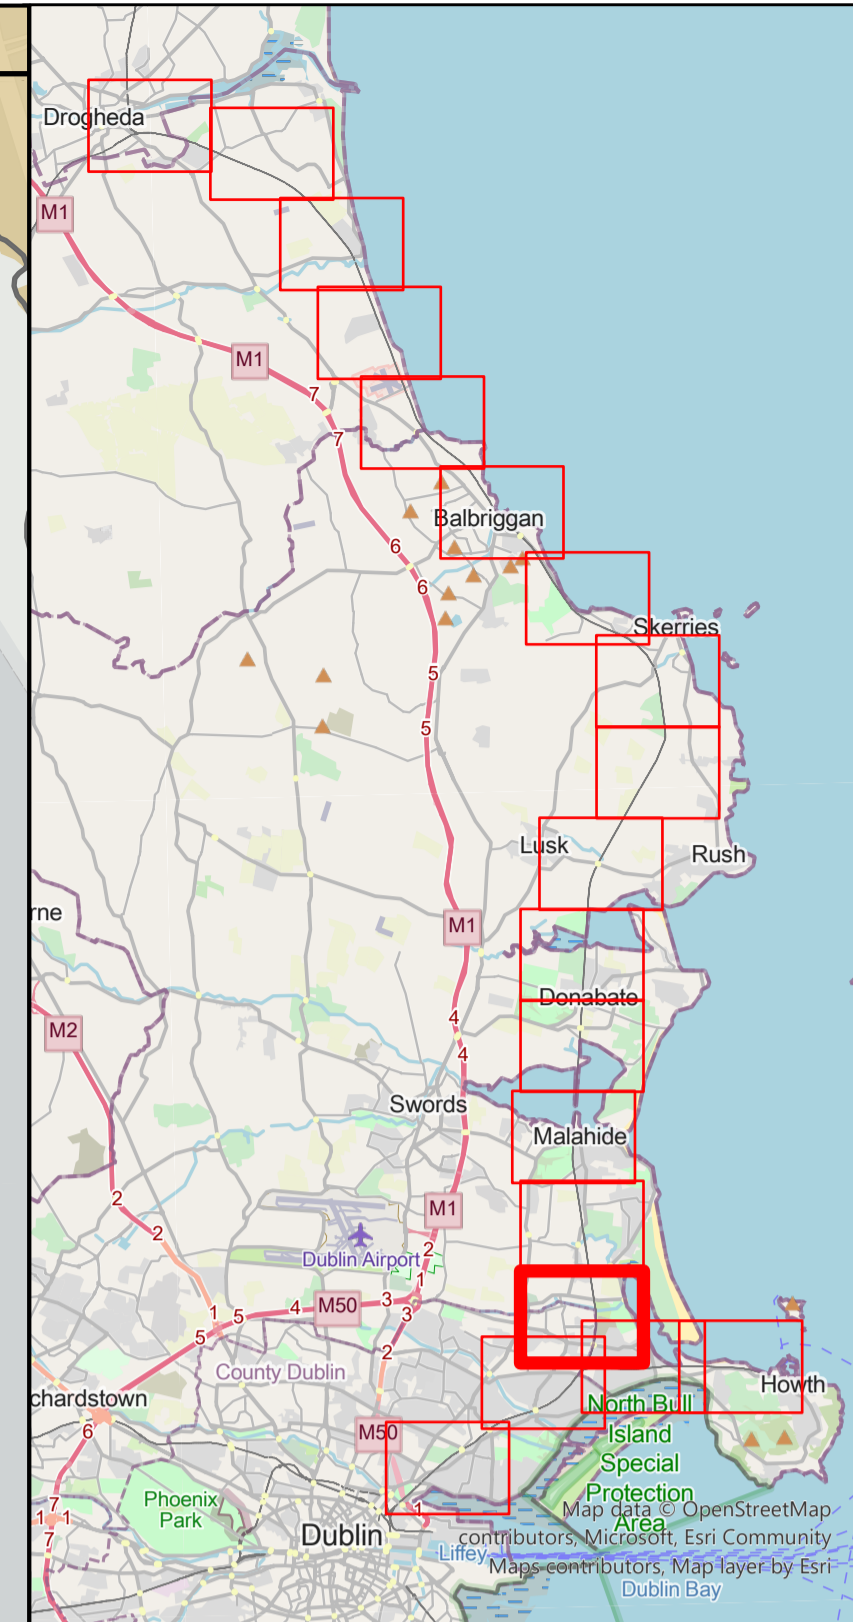 Drogheda
M1
M1
7
7
Balbriggan
6
6
Skerries
5
5
Lusk
Rush
rne
M1
Donabate
M2
4
4
Swords
Malahide
2
M1
2
Dublin Airport
2
1
M50
3
4
5
1
3
5
2
County Dublin
Howth
chardstown
North Bull
Island
Special
Protection
Area
M50
6
Phoenix
Park
7
1
1
7
1
Dublin
Liffey
Map data © OpenStreetMap
contributors, Microsoft, Esri Community
Maps contributors, Map layer by Esri
Dublin Bay